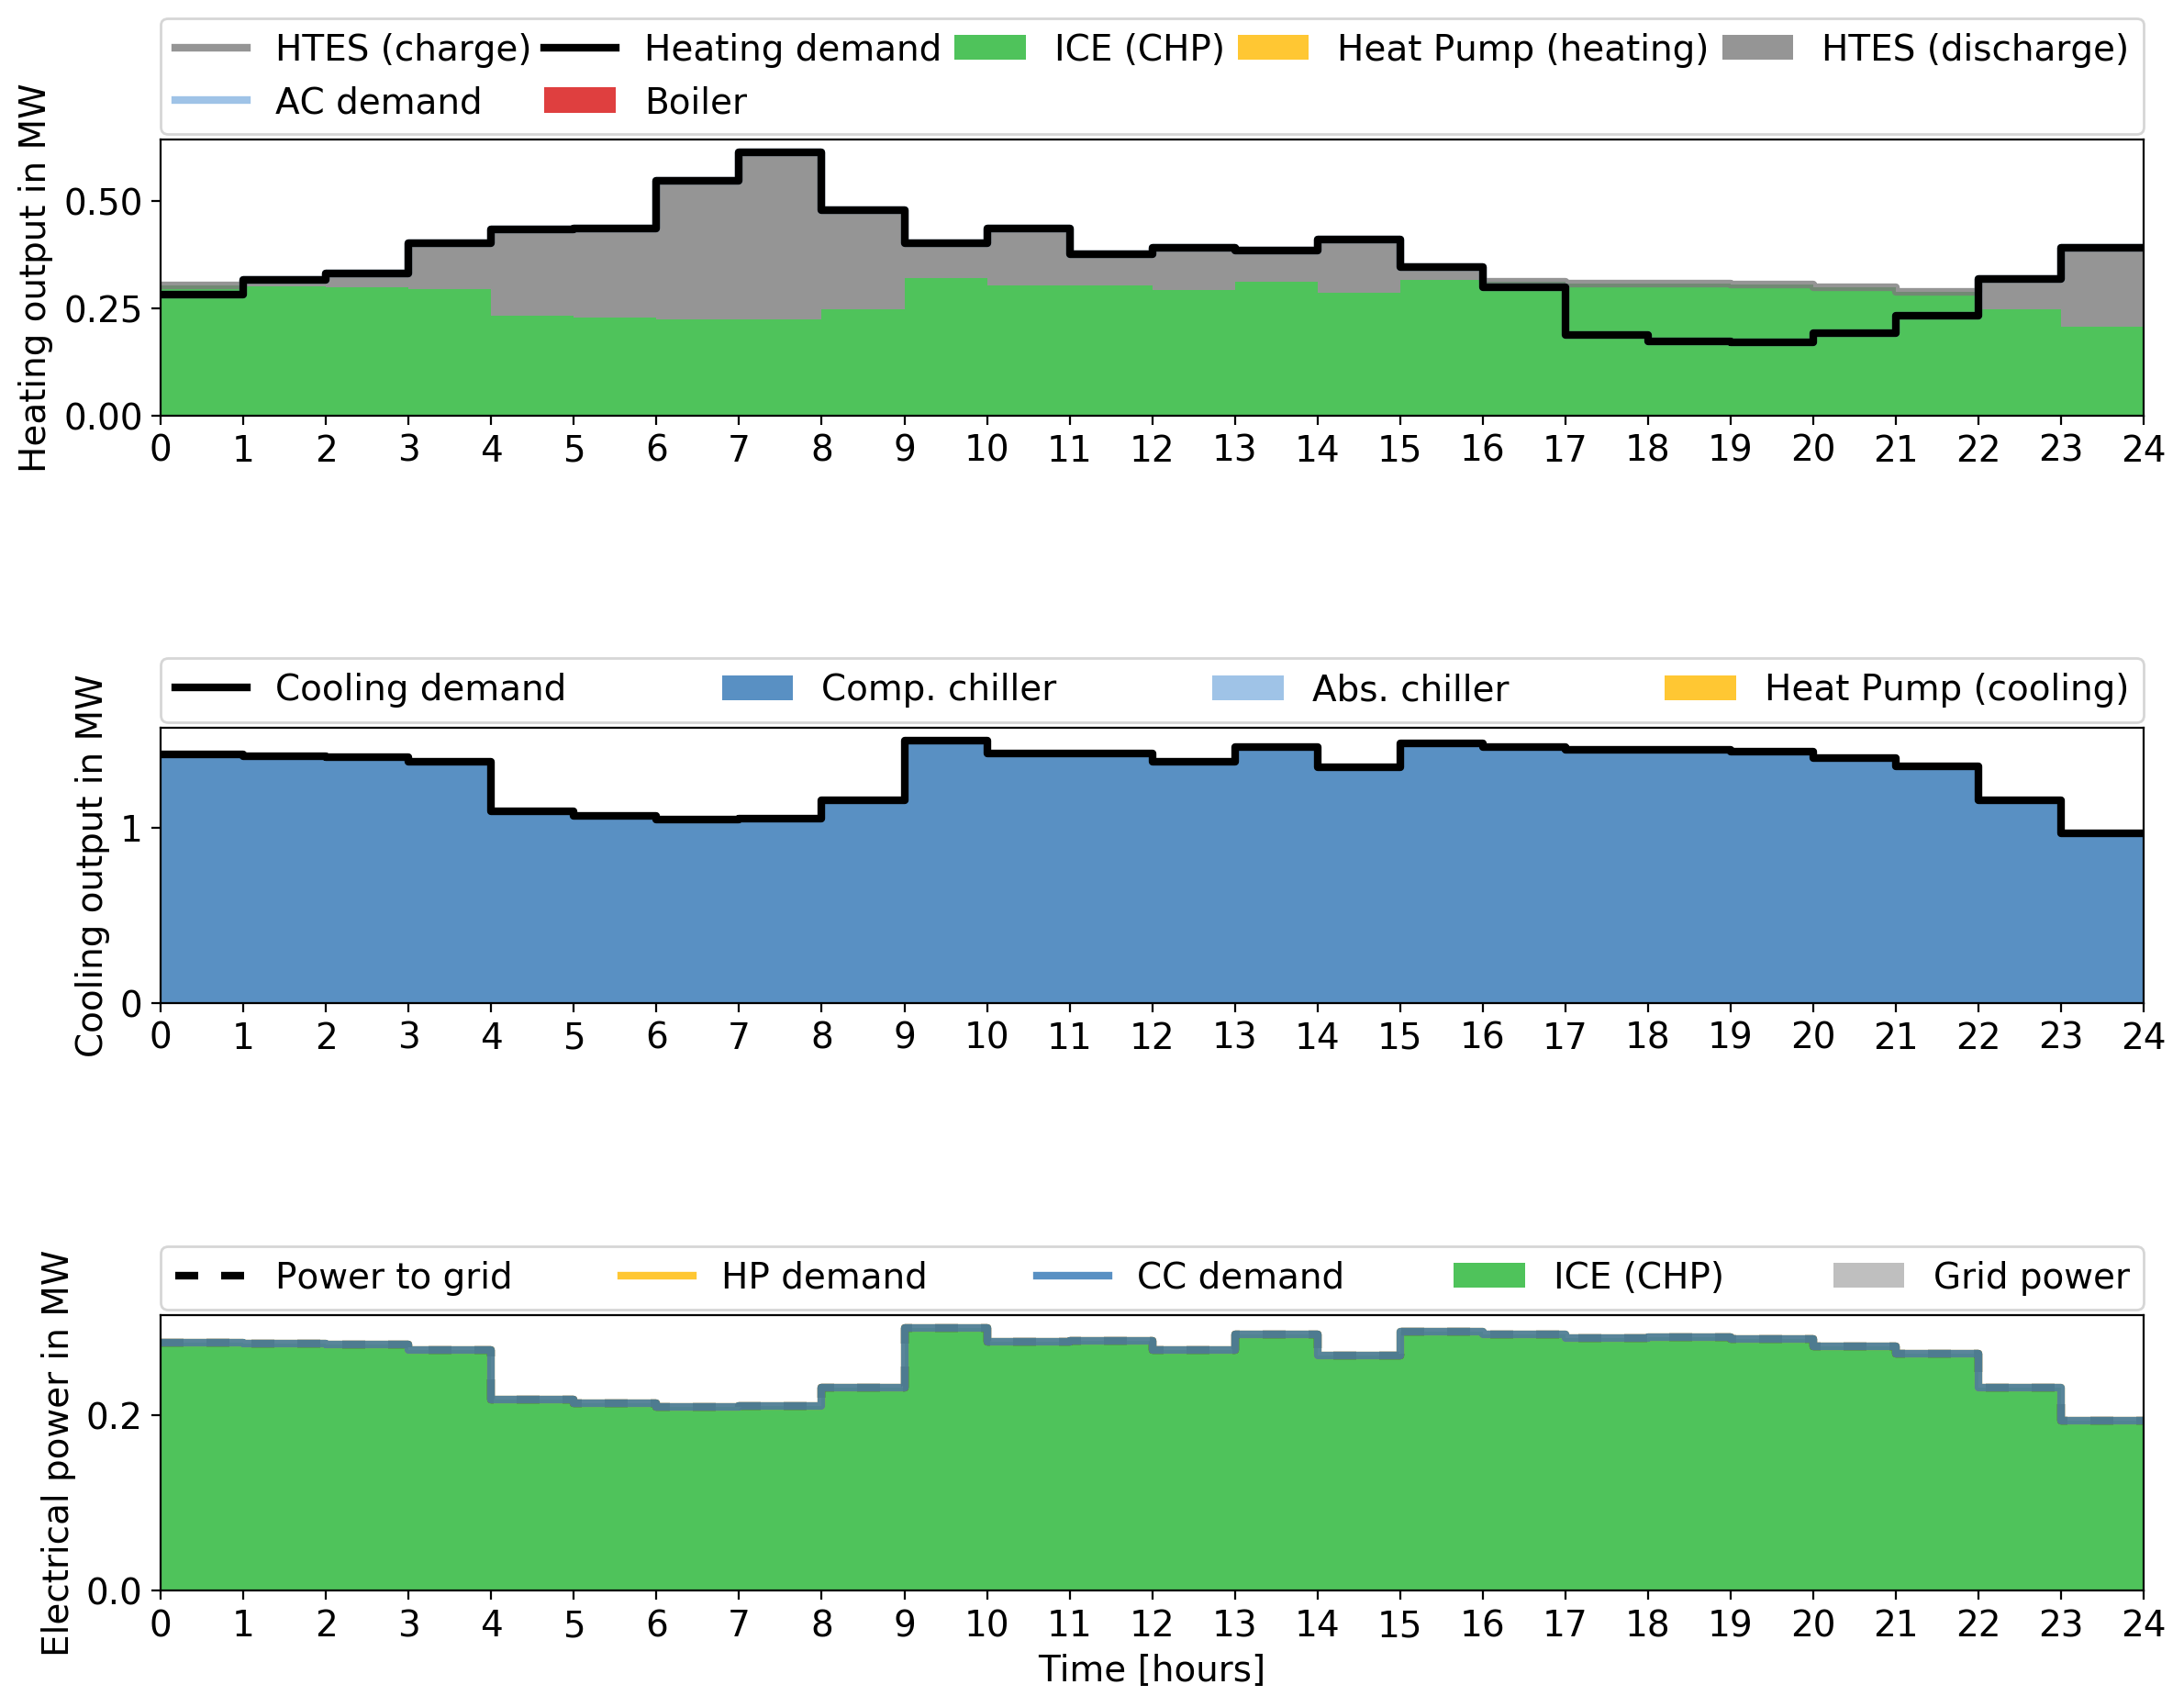 HTES (charge) Heating demand ICE (CHP) Heat Pump (heating) HTES (discharge)
AC demand Boiler
Heating output in MW
0.50
0.25
0.00
0 1 2 3 4 5 6 7 8 9 10 11 12 13 14 15 16 17 18 19 20 21 22 23 24
Cooling demand Comp. chiller Abs. chiller Heat Pump (cooling)
Cooling output in MW
1
0
0 1 2 3 4 5 6 7 8 9 10 11 12 13 14 15 16 17 18 19 20 21 22 23 24
Power to grid HP demand CC demand ICE (CHP) Grid power
Electrical power in MW
0.2
0.0
0 1 2 3 4 5 6 7 8 9 10 11 12 13 14 15 16 17 18 19 20 21 22 23 24
Time [hours]